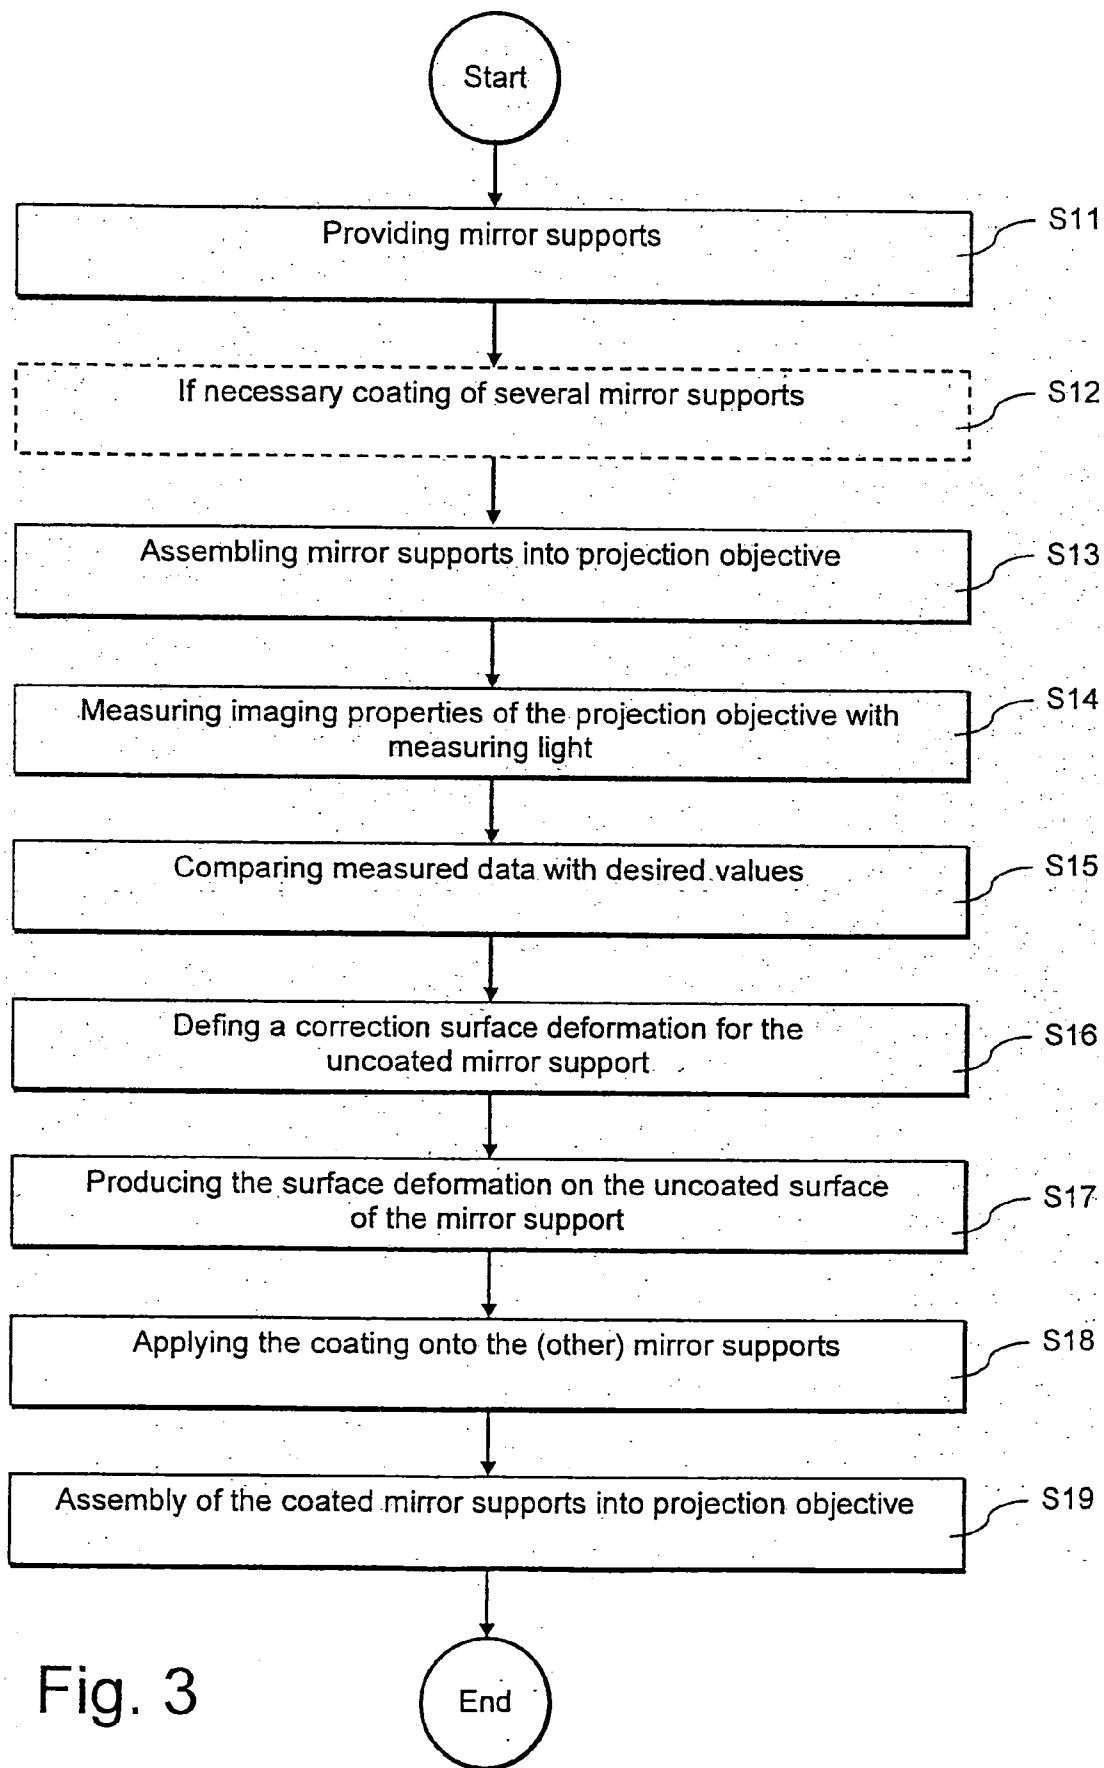 Start
Providing mirror supports
S11
If necessary coating of several mirror supports
S12
Assembling mirror supports into projection objective
S13
Measuring imaging properties of the projection objective with
measuring light
S14
Comparing measured data with desired values
S15
Defing a correction surface deformation for the
uncoated mirror support
S16
Producing the surface deformation on the uncoated surface
of the mirror support
S17
Applying the coating onto the (other) mirror supports
S18
Assembly of the coated mirror supports into projection objective
S19
End
Fig. 3